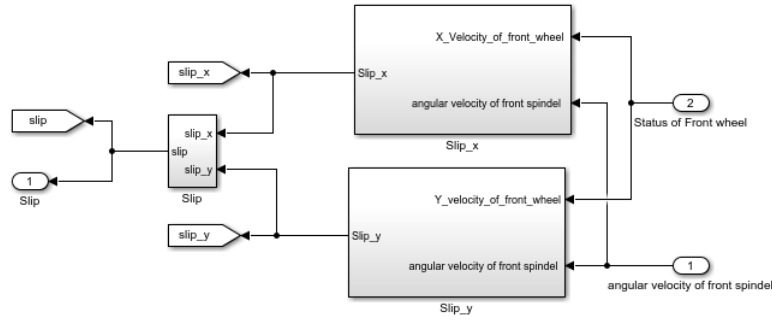 X_Velocity_of_front_wheel
slip_x
Slip_x
2
angular velocity of front spindel
Status of Front wheel
slip
slip_x
Slip_x
slip
slip_y
Y_velocity_of_front_wheel
1
Slip
Slip
slip_y
Slip_y
angular velocity of front spindel
1
angular velocity of front spindel
Slip_y